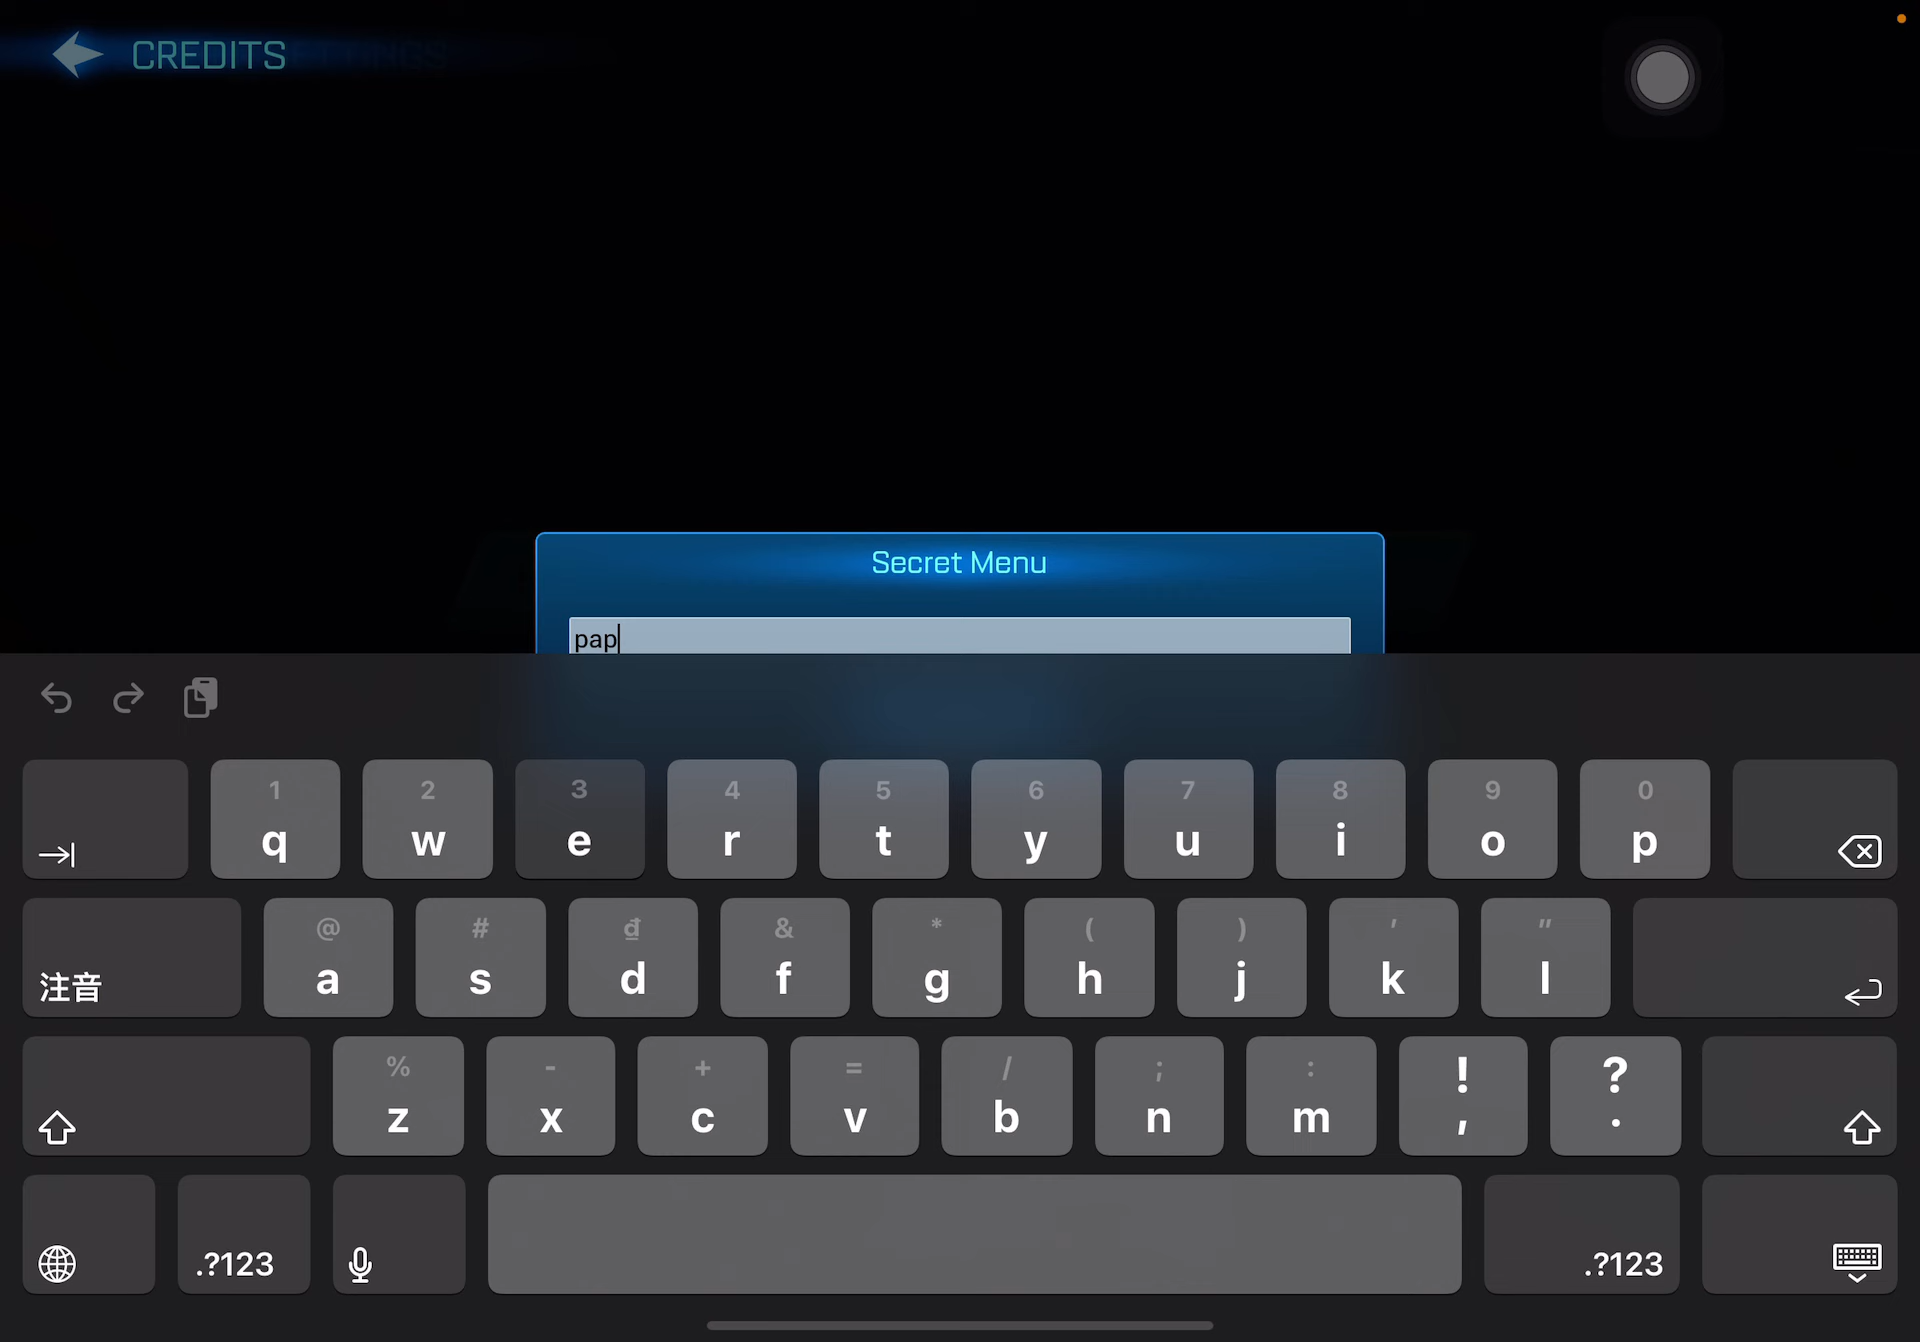 CREDITS
Secret Menu
pap
1 2 3 4 5 6 7 8 9 0
q w e r t y u i o p
@ # ₫ & * ( ) ' "
注音 a s d f g h j k l
% - + = / ; : ! ?
z x c v b n m , .
.?123 .?123